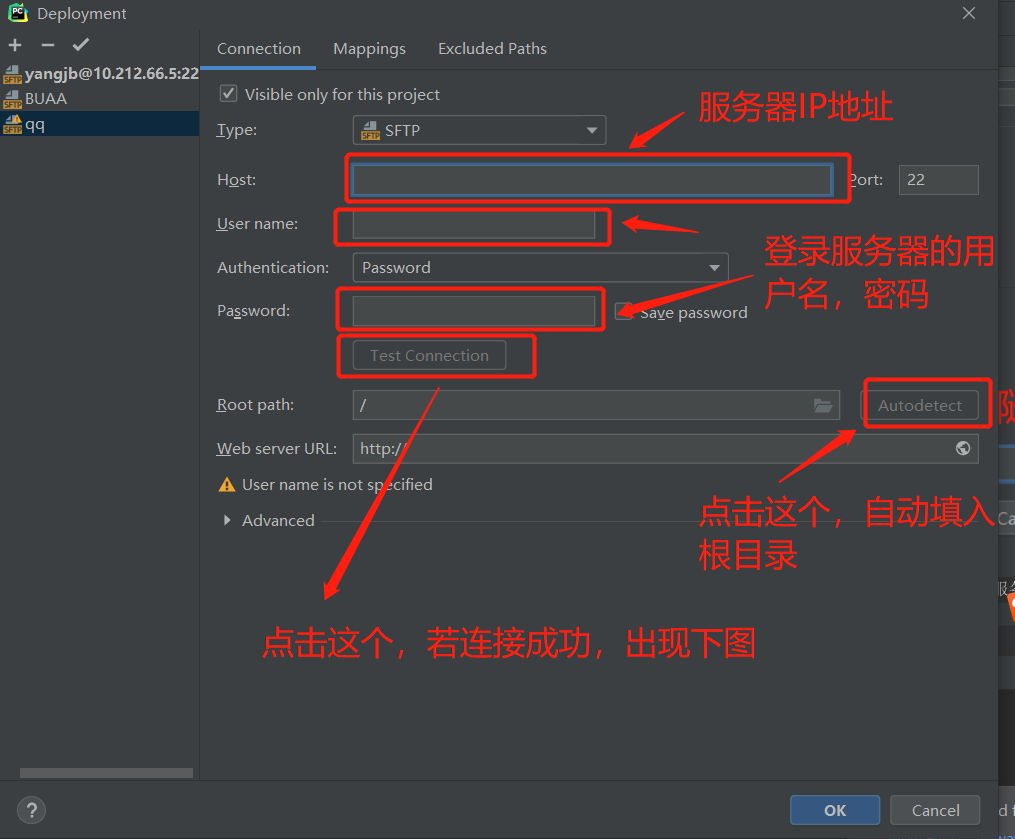 Deployment
yangjb@10.212.66.5:22
BUAA
qq
Connection Mappings Excluded Paths
Visible only for this project
服务器IP地址
Type: SFTP
Host: Port: 22
User name:
登录服务器的用
户名，密码
Authentication: Password
Password: Save password
Test Connection
Root path: / Autodetect
Web server URL: http://
User name is not specified
Advanced
点击这个，自动填入
根目录
点击这个，若连接成功，出现下图
? OK Cancel